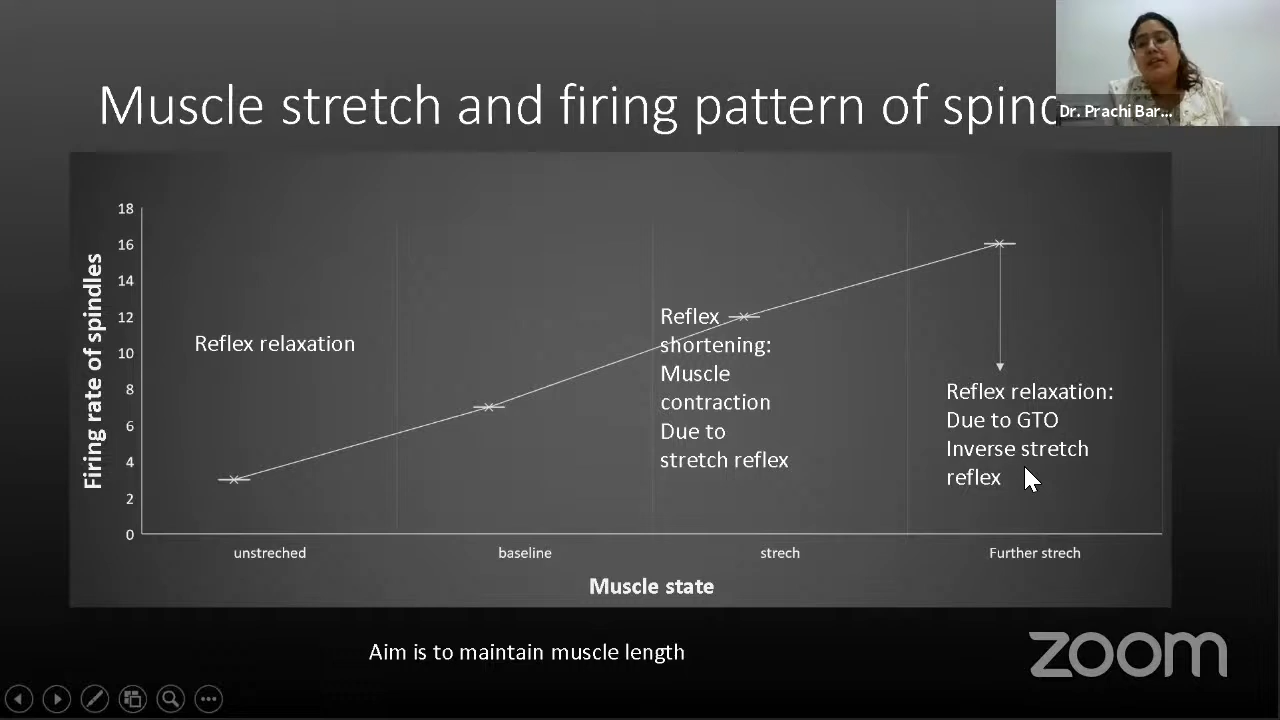 Muscle stretch and firing pattern of spind
Dr. Prachi Bar...
Firing rate of spindles
18
16
14
12
10
8
6
4
2
0
Reflex relaxation
Reflex
shortening:
Muscle
contraction
Due to
stretch reflex
Reflex relaxation:
Due to GTO
Inverse stretch
reflex
unstreched
baseline
strech
Further strech
Muscle state
Aim is to maintain muscle length
zoom